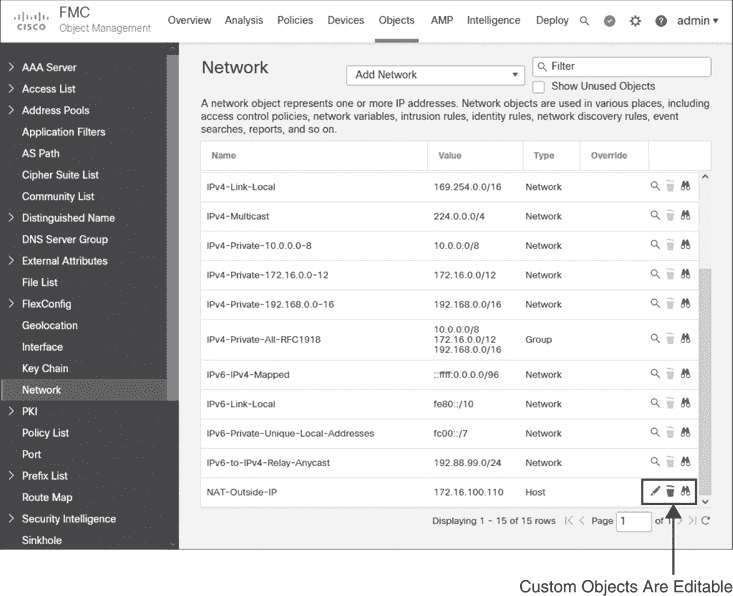 CISCO
FMC
Object Management
Overview Analysis Policies Devices Objects AMP Intelligence Deploy admin
AAA Server
Access List
Address Pools
Application Filters
AS Path
Cipher Suite List
Community List
Distinguished Name
DNS Server Group
External Attributes
File List
FlexConfig
Geolocation
Interface
Key Chain
Network
PKI
Policy List
Port
Prefix List
Route Map
Security Intelligence
Sinkhole
Network
Add Network
Filter
Show Unused Objects
A network object represents one or more IP addresses. Network objects are used in various places, including
access control policies, network variables, intrusion rules, identity rules, network discovery rules, event
searches, reports, and so on.
Name Value Type Override
IPv4-Link-Local 169.254.0.0/16 Network
IPv4-Multicast 224.0.0.0/4 Network
IPv4-Private-10.0.0.0-8 10.0.0.0/8 Network
IPv4-Private-172.16.0.0-12 172.16.0.0/12 Network
IPv4-Private-192.168.0.0-16 192.168.0.0/16 Network
10.0.0.0/8
IPv4-Private-All-RFC1918 172.16.0.0/12 Group
192.168.0.0/16
IPv6-IPv4-Mapped ::ffff:0.0.0.0/96 Network
IPv6-Link-Local fe80::/10 Network
IPv6-Private-Unique-Local-Addresses fc00::/7 Network
IPv6-to-IPv4-Relay-Anycast 192.88.99.0/24 Network
NAT-Outside-IP 172.16.100.110 Host
Displaying 1 - 15 of 15 rows Page 1 of 1
Custom Objects Are Editable